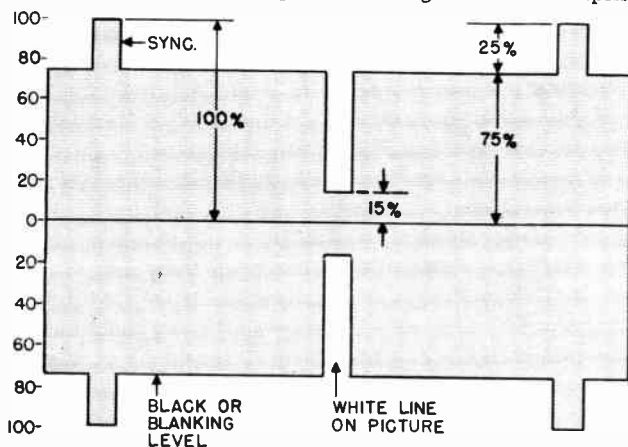 100
80
60
40
20
0
20
40
60
80
100
SYNC.
100%
15%
25%
75%
BLACK OR
BLANKING
LEVEL
WHITE LINE
ON PICTURE